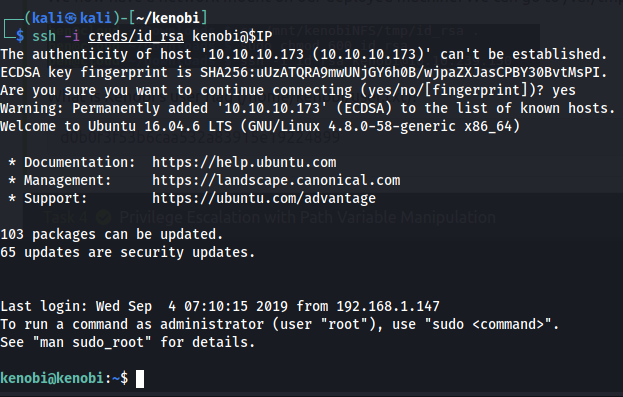 (kali㉿kali)-[~/kenobi]
$ ssh -i creds/id_rsa kenobi@$IP
The authenticity of host '10.10.10.173 (10.10.10.173)' can't be established.
ECDSA key fingerprint is SHA256:uUzATQRA9mwUNjGY6h0B/wjpaZXJasCPBY30BvtMsPI.
Are you sure you want to continue connecting (yes/no/[fingerprint])? yes
Warning: Permanently added '10.10.10.173' (ECDSA) to the list of known hosts.
Welcome to Ubuntu 16.04.6 LTS (GNU/Linux 4.8.0-58-generic x86_64)
* Documentation: https://help.ubuntu.com
* Management: https://landscape.canonical.com
* Support: https://ubuntu.com/advantage
Privilege Escalation with Path Variable Manipulation
103 packages can be updated.
65 updates are security updates.
Last login: Wed Sep 4 07:10:15 2019 from 192.168.1.147
To run a command as administrator (user "root"), use "sudo <command>".
See "man sudo_root" for details.
kenobi@kenobi:~$